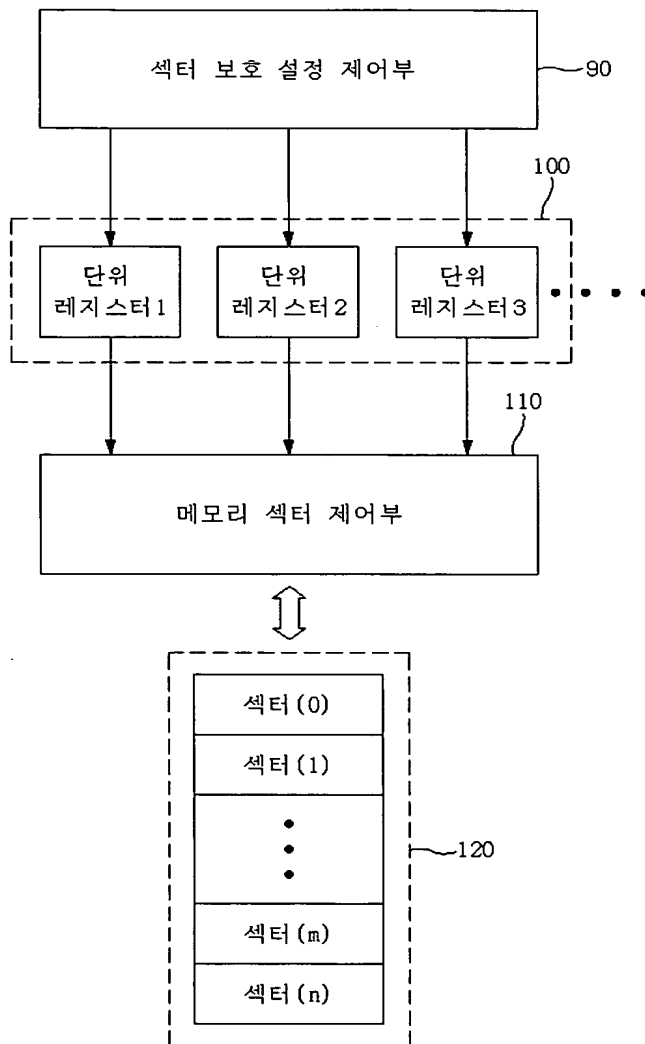 섹터 보호 설정 제어부
90
100
단위
레지스터1
단위
레지스터2
단위
레지스터3
110
메모리 섹터 제어부
섹터(0)
섹터(1)
120
섹터(m)
섹터(n)